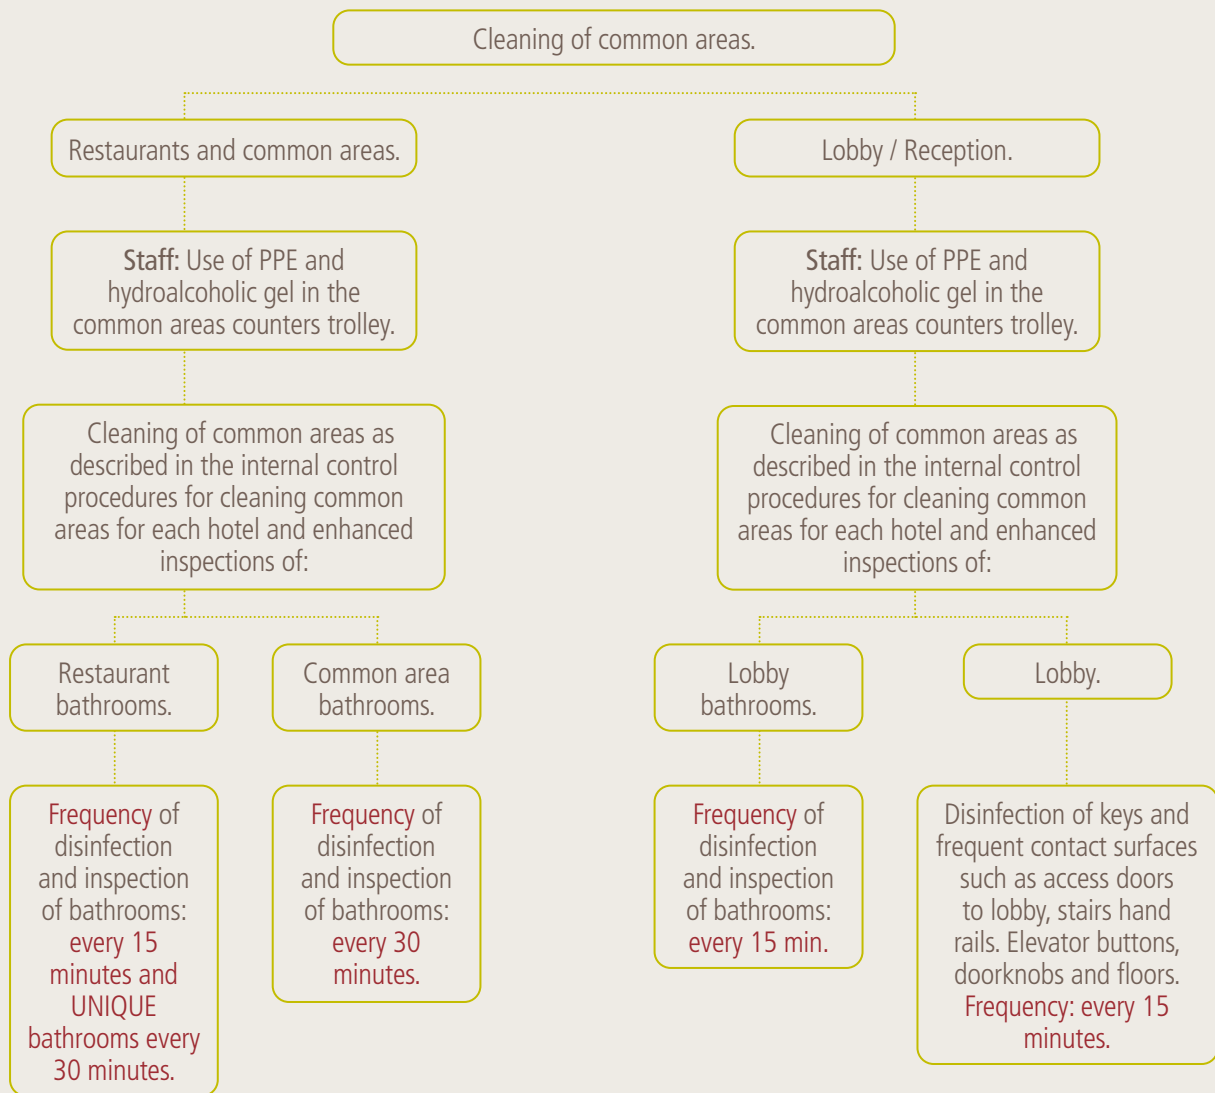 Cleaning of common areas.
Restaurants and common areas.
Staff: Use of PPE and
hydroalcoholic gel in the
common areas counters trolley.
Cleaning of common areas as
described in the internal control
procedures for cleaning common
areas for each hotel and enhanced
inspections of:
Restaurant
bathrooms.
Frequency of
disinfection
and inspection
of bathrooms:
every 15
minutes and
UNIQUE
bathrooms every
30 minutes.
Common area
bathrooms.
Frequency of
disinfection
and inspection
of bathrooms:
every 30
minutes.
Lobby / Reception.
Staff: Use of PPE and
hydroalcoholic gel in the
common areas counters trolley.
Cleaning of common areas as
described in the internal control
procedures for cleaning common
areas for each hotel and enhanced
inspections of:
Lobby
bathrooms.
Frequency of
disinfection
and inspection
of bathrooms:
every 15 min.
Lobby.
Disinfection of keys and
frequent contact surfaces
such as access doors
to lobby, stairs hand
rails. Elevator buttons,
doorknobs and floors.
Frequency: every 15
minutes.